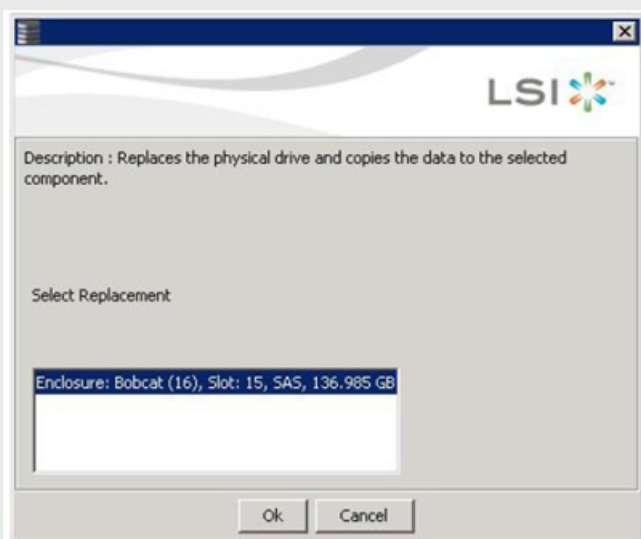 LSI
Description : Replaces the physical drive and copies the data to the selected
component.
Select Replacement
Enclosure: Bobcat (16), Slot: 15, SAS, 136.985 GB
Ok
Cancel